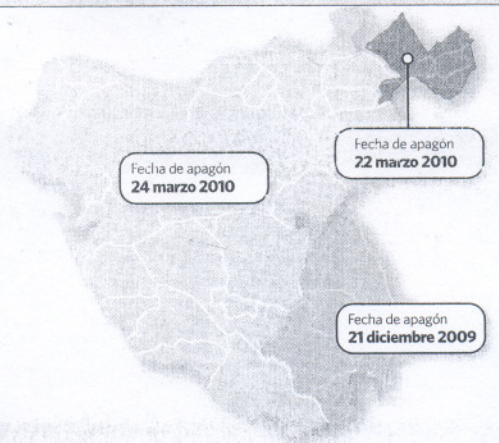 Fecha de apagón
22 marzo 2010
Fecha de apagón
24 marzo 2010
Fecha de apagón
21 diciembre 2009